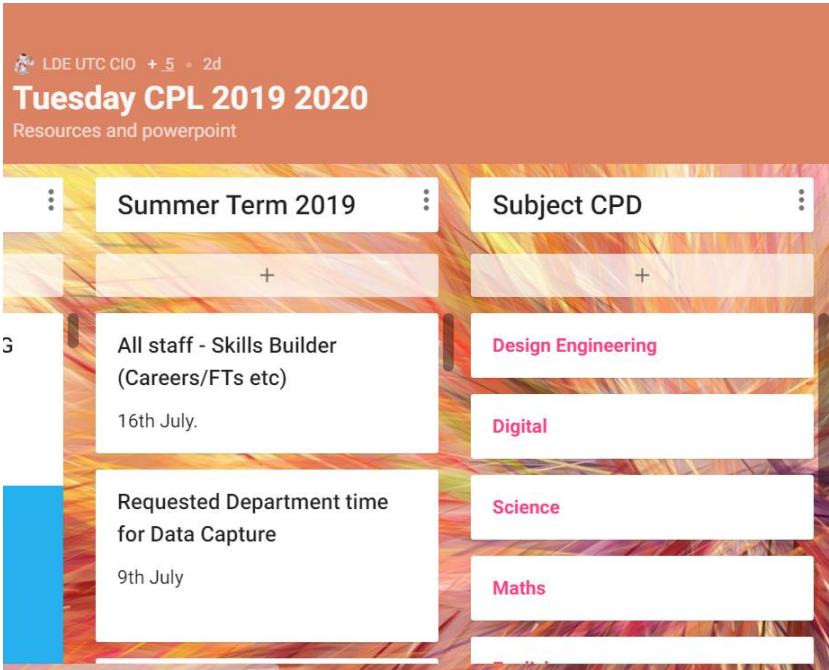 LDE UTC CIO + 5 • 2d
Tuesday CPL 2019 2020
Resources and powerpoint
Summer Term 2019
+
All staff - Skills Builder
(Careers/FTs etc)
16th July.
Requested Department time
for Data Capture
9th July
Subject CPD
+
Design Engineering
Digital
Science
Maths